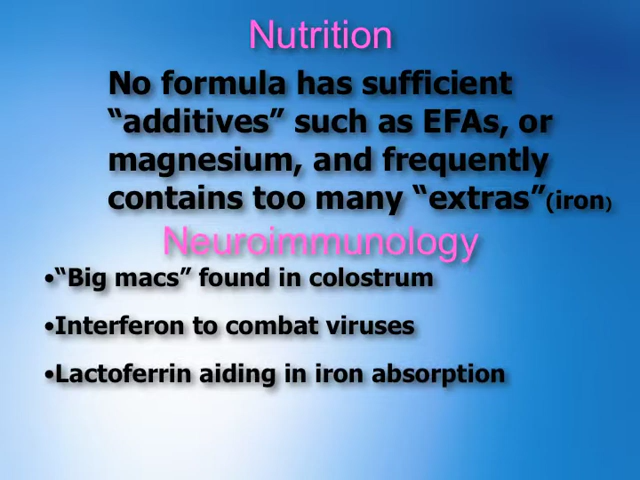 Nutrition
No formula has sufficient
“additives” such as EFAs, or
magnesium, and frequently
contains too many “extras”(iron)
Neuroimmunology
•“Big macs” found in colostrum
•Interferon to combat viruses
•Lactoferrin aiding in iron absorption